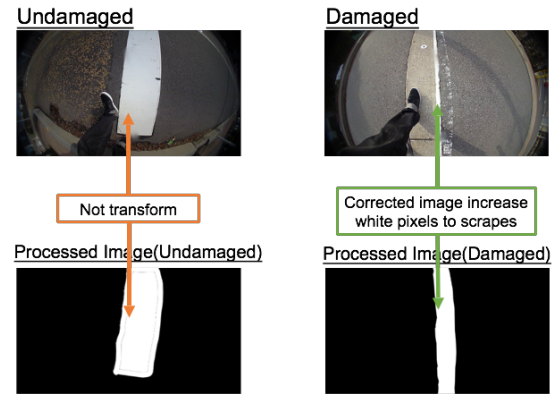 Undamaged
Damaged
Not transform
Corrected image increase
white pixels to scrapes
Processed Image(Undamaged)
Processed Image(Damaged)